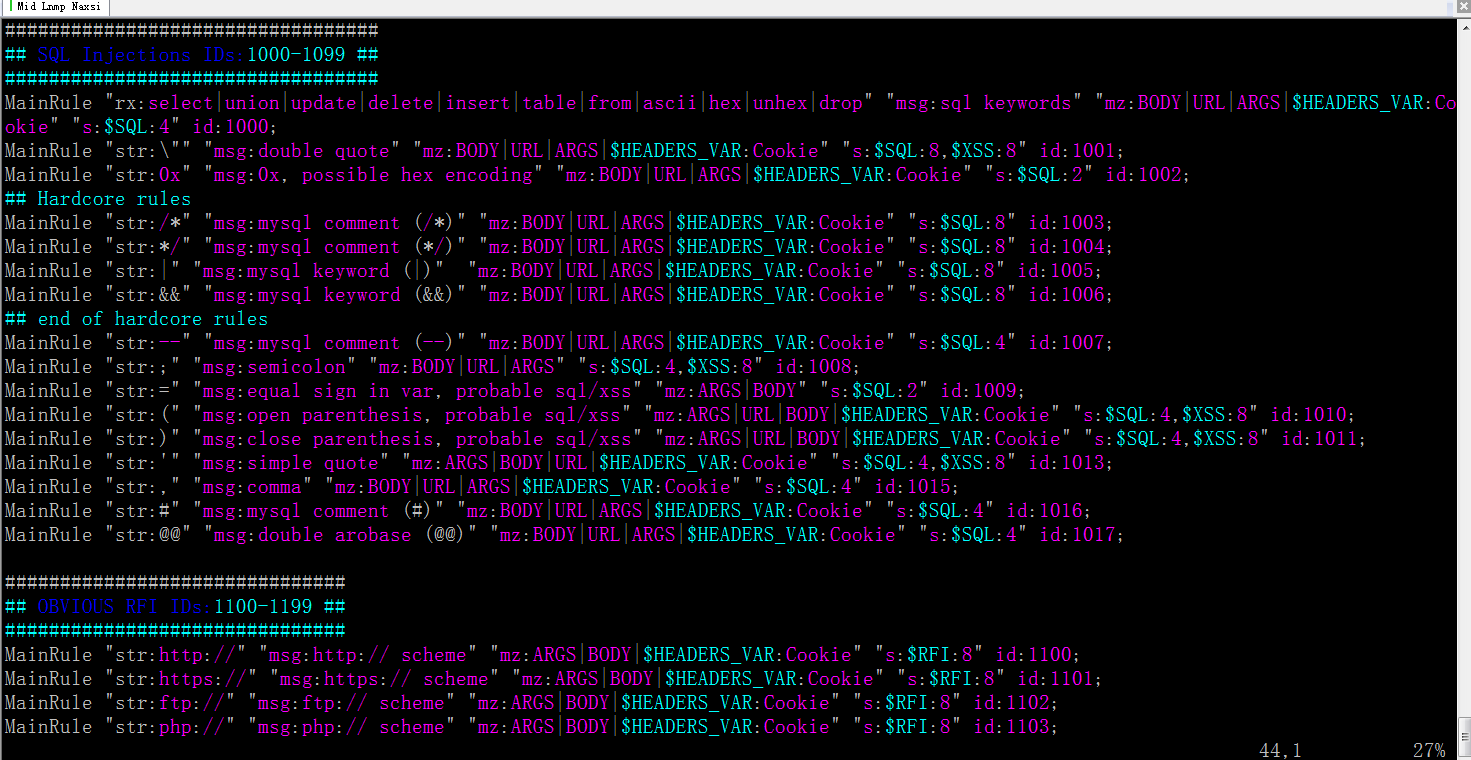 Mid Lnmp Naxsi
##################################
## SQL Injections IDs:1000-1099 ##
##################################
MainRule "rx:select|union|update|delete|insert|table|from|ascii|hex|unhex|drop" "msg:sql keywords" "mz:BODY|URL|ARGS|$HEADERS_VAR:Co
okie" "s:$SQL:4" id:1000;
MainRule "str:\"" "msg:double quote" "mz:BODY|URL|ARGS|$HEADERS_VAR:Cookie" "s:$SQL:8,$XSS:8" id:1001;
MainRule "str:0x" "msg:0x, possible hex encoding" "mz:BODY|URL|ARGS|$HEADERS_VAR:Cookie" "s:$SQL:2" id:1002;
## Hardcore rules
MainRule "str:/*" "msg:mysql comment (/*)" "mz:BODY|URL|ARGS|$HEADERS_VAR:Cookie" "s:$SQL:8" id:1003;
MainRule "str:*/" "msg:mysql comment (*/)" "mz:BODY|URL|ARGS|$HEADERS_VAR:Cookie" "s:$SQL:8" id:1004;
MainRule "str:|" "msg:mysql keyword (|)"  "mz:BODY|URL|ARGS|$HEADERS_VAR:Cookie" "s:$SQL:8" id:1005;
MainRule "str:&&" "msg:mysql keyword (&&)" "mz:BODY|URL|ARGS|$HEADERS_VAR:Cookie" "s:$SQL:8" id:1006;
## end of hardcore rules
MainRule "str:--" "msg:mysql comment (--)" "mz:BODY|URL|ARGS|$HEADERS_VAR:Cookie" "s:$SQL:4" id:1007;
MainRule "str:;" "msg:semicolon" "mz:BODY|URL|ARGS" "s:$SQL:4,$XSS:8" id:1008;
MainRule "str:=" "msg:equal sign in var, probable sql/xss" "mz:ARGS|BODY" "s:$SQL:2" id:1009;
MainRule "str:(" "msg:open parenthesis, probable sql/xss" "mz:ARGS|URL|BODY|$HEADERS_VAR:Cookie" "s:$SQL:4,$XSS:8" id:1010;
MainRule "str:)" "msg:close parenthesis, probable sql/xss" "mz:ARGS|URL|BODY|$HEADERS_VAR:Cookie" "s:$SQL:4,$XSS:8" id:1011;
MainRule "str:'" "msg:simple quote" "mz:ARGS|BODY|URL|$HEADERS_VAR:Cookie" "s:$SQL:4,$XSS:8" id:1013;
MainRule "str:," "msg:comma" "mz:BODY|URL|ARGS|$HEADERS_VAR:Cookie" "s:$SQL:4" id:1015;
MainRule "str:#" "msg:mysql comment (#)" "mz:BODY|URL|ARGS|$HEADERS_VAR:Cookie" "s:$SQL:4" id:1016;
MainRule "str:@@" "msg:double arobase (@@)" "mz:BODY|URL|ARGS|$HEADERS_VAR:Cookie" "s:$SQL:4" id:1017;
###############################
## OBVIOUS RFI IDs:1100-1199 ##
###############################
MainRule "str:http://" "msg:http:// scheme" "mz:ARGS|BODY|$HEADERS_VAR:Cookie" "s:$RFI:8" id:1100;
MainRule "str:https://" "msg:https:// scheme" "mz:ARGS|BODY|$HEADERS_VAR:Cookie" "s:$RFI:8" id:1101;
MainRule "str:ftp://" "msg:ftp:// scheme" "mz:ARGS|BODY|$HEADERS_VAR:Cookie" "s:$RFI:8" id:1102;
MainRule "str:php://" "msg:php:// scheme" "mz:ARGS|BODY|$HEADERS_VAR:Cookie" "s:$RFI:8" id:1103;
44,1 27%